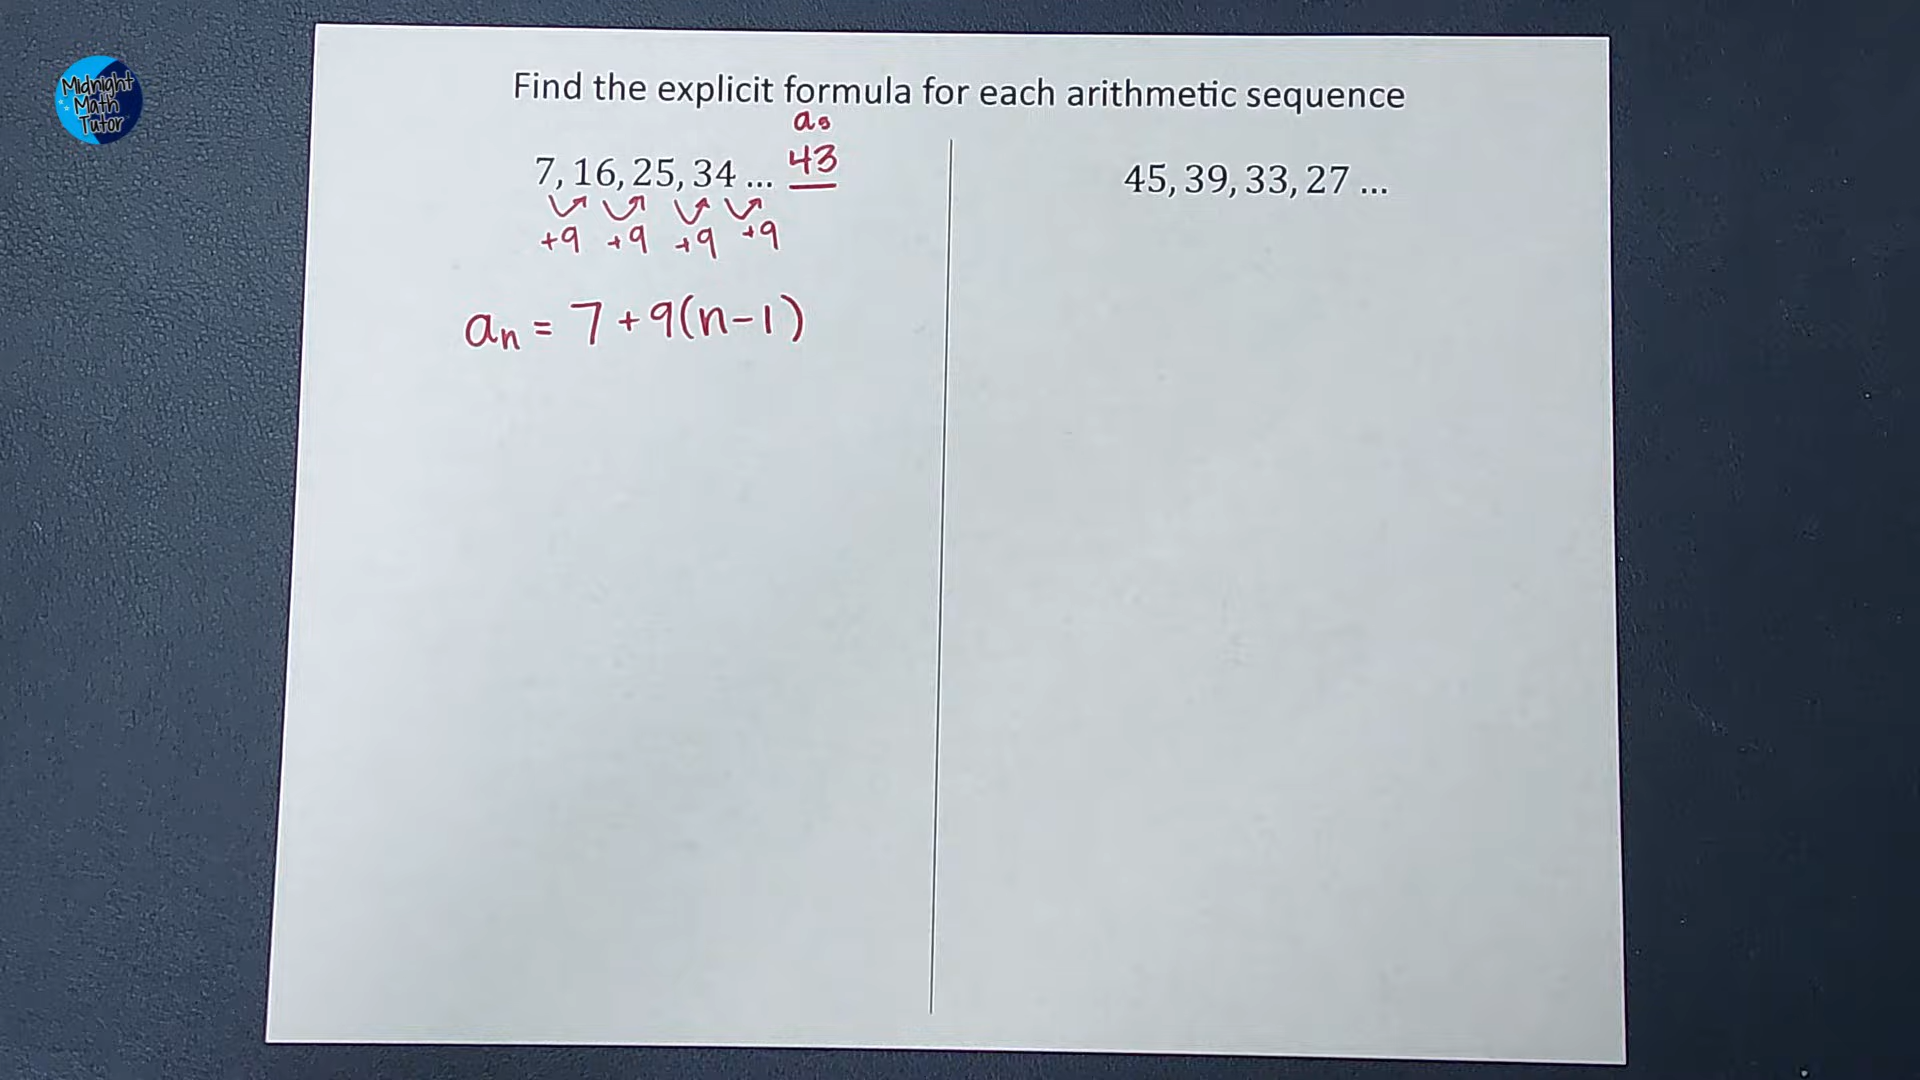 Midnight
Math
Tutor
Find the explicit formula for each arithmetic sequence
a₅
7, 16, 25, 34 ... 43
+9 +9 +9 +9
aₙ = 7 + 9(n-1)
45, 39, 33, 27 ...